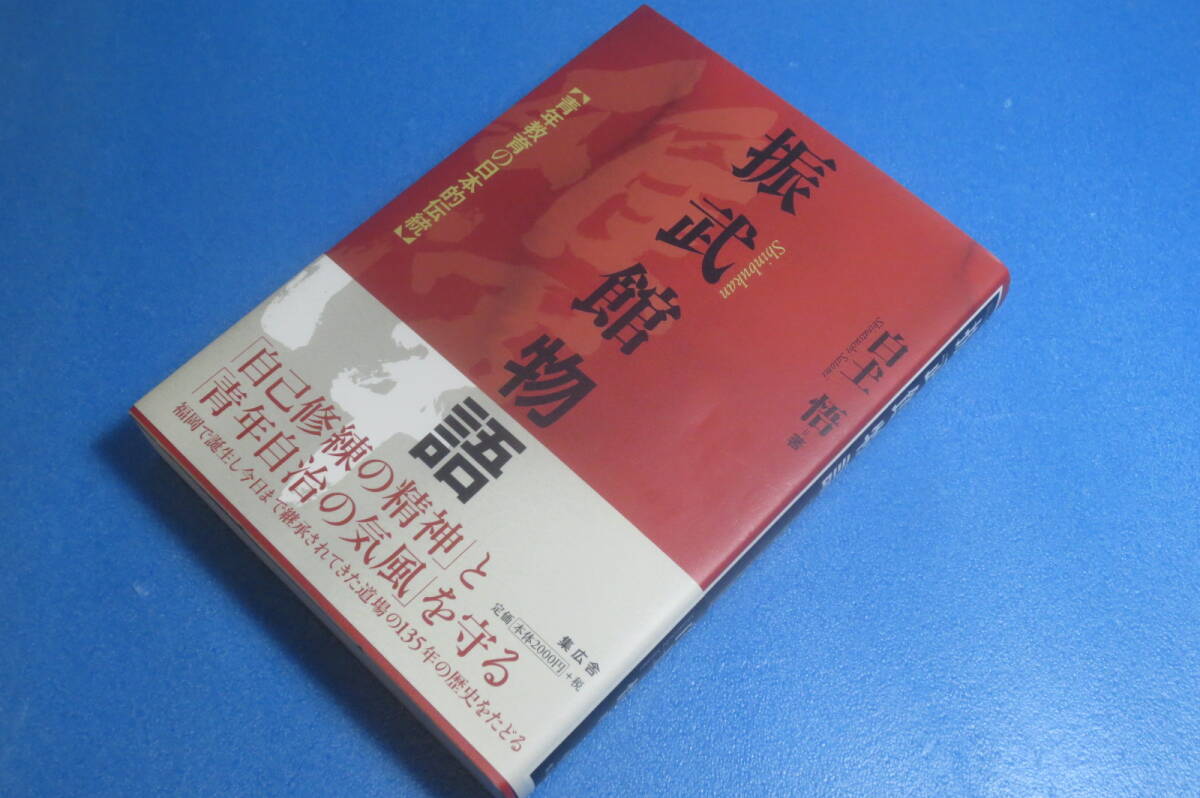 振武館物語
Shinbukan
【青年教育の日本的伝統】
白土 悟 著
Shiratsuchi Satoru
「自己修練の精神」と
「青年自治の気風」を守る
福岡で誕生し今日まで継承されてきた道場の135年の歴史をたどる
集広舎
定価 本体2000円 +税